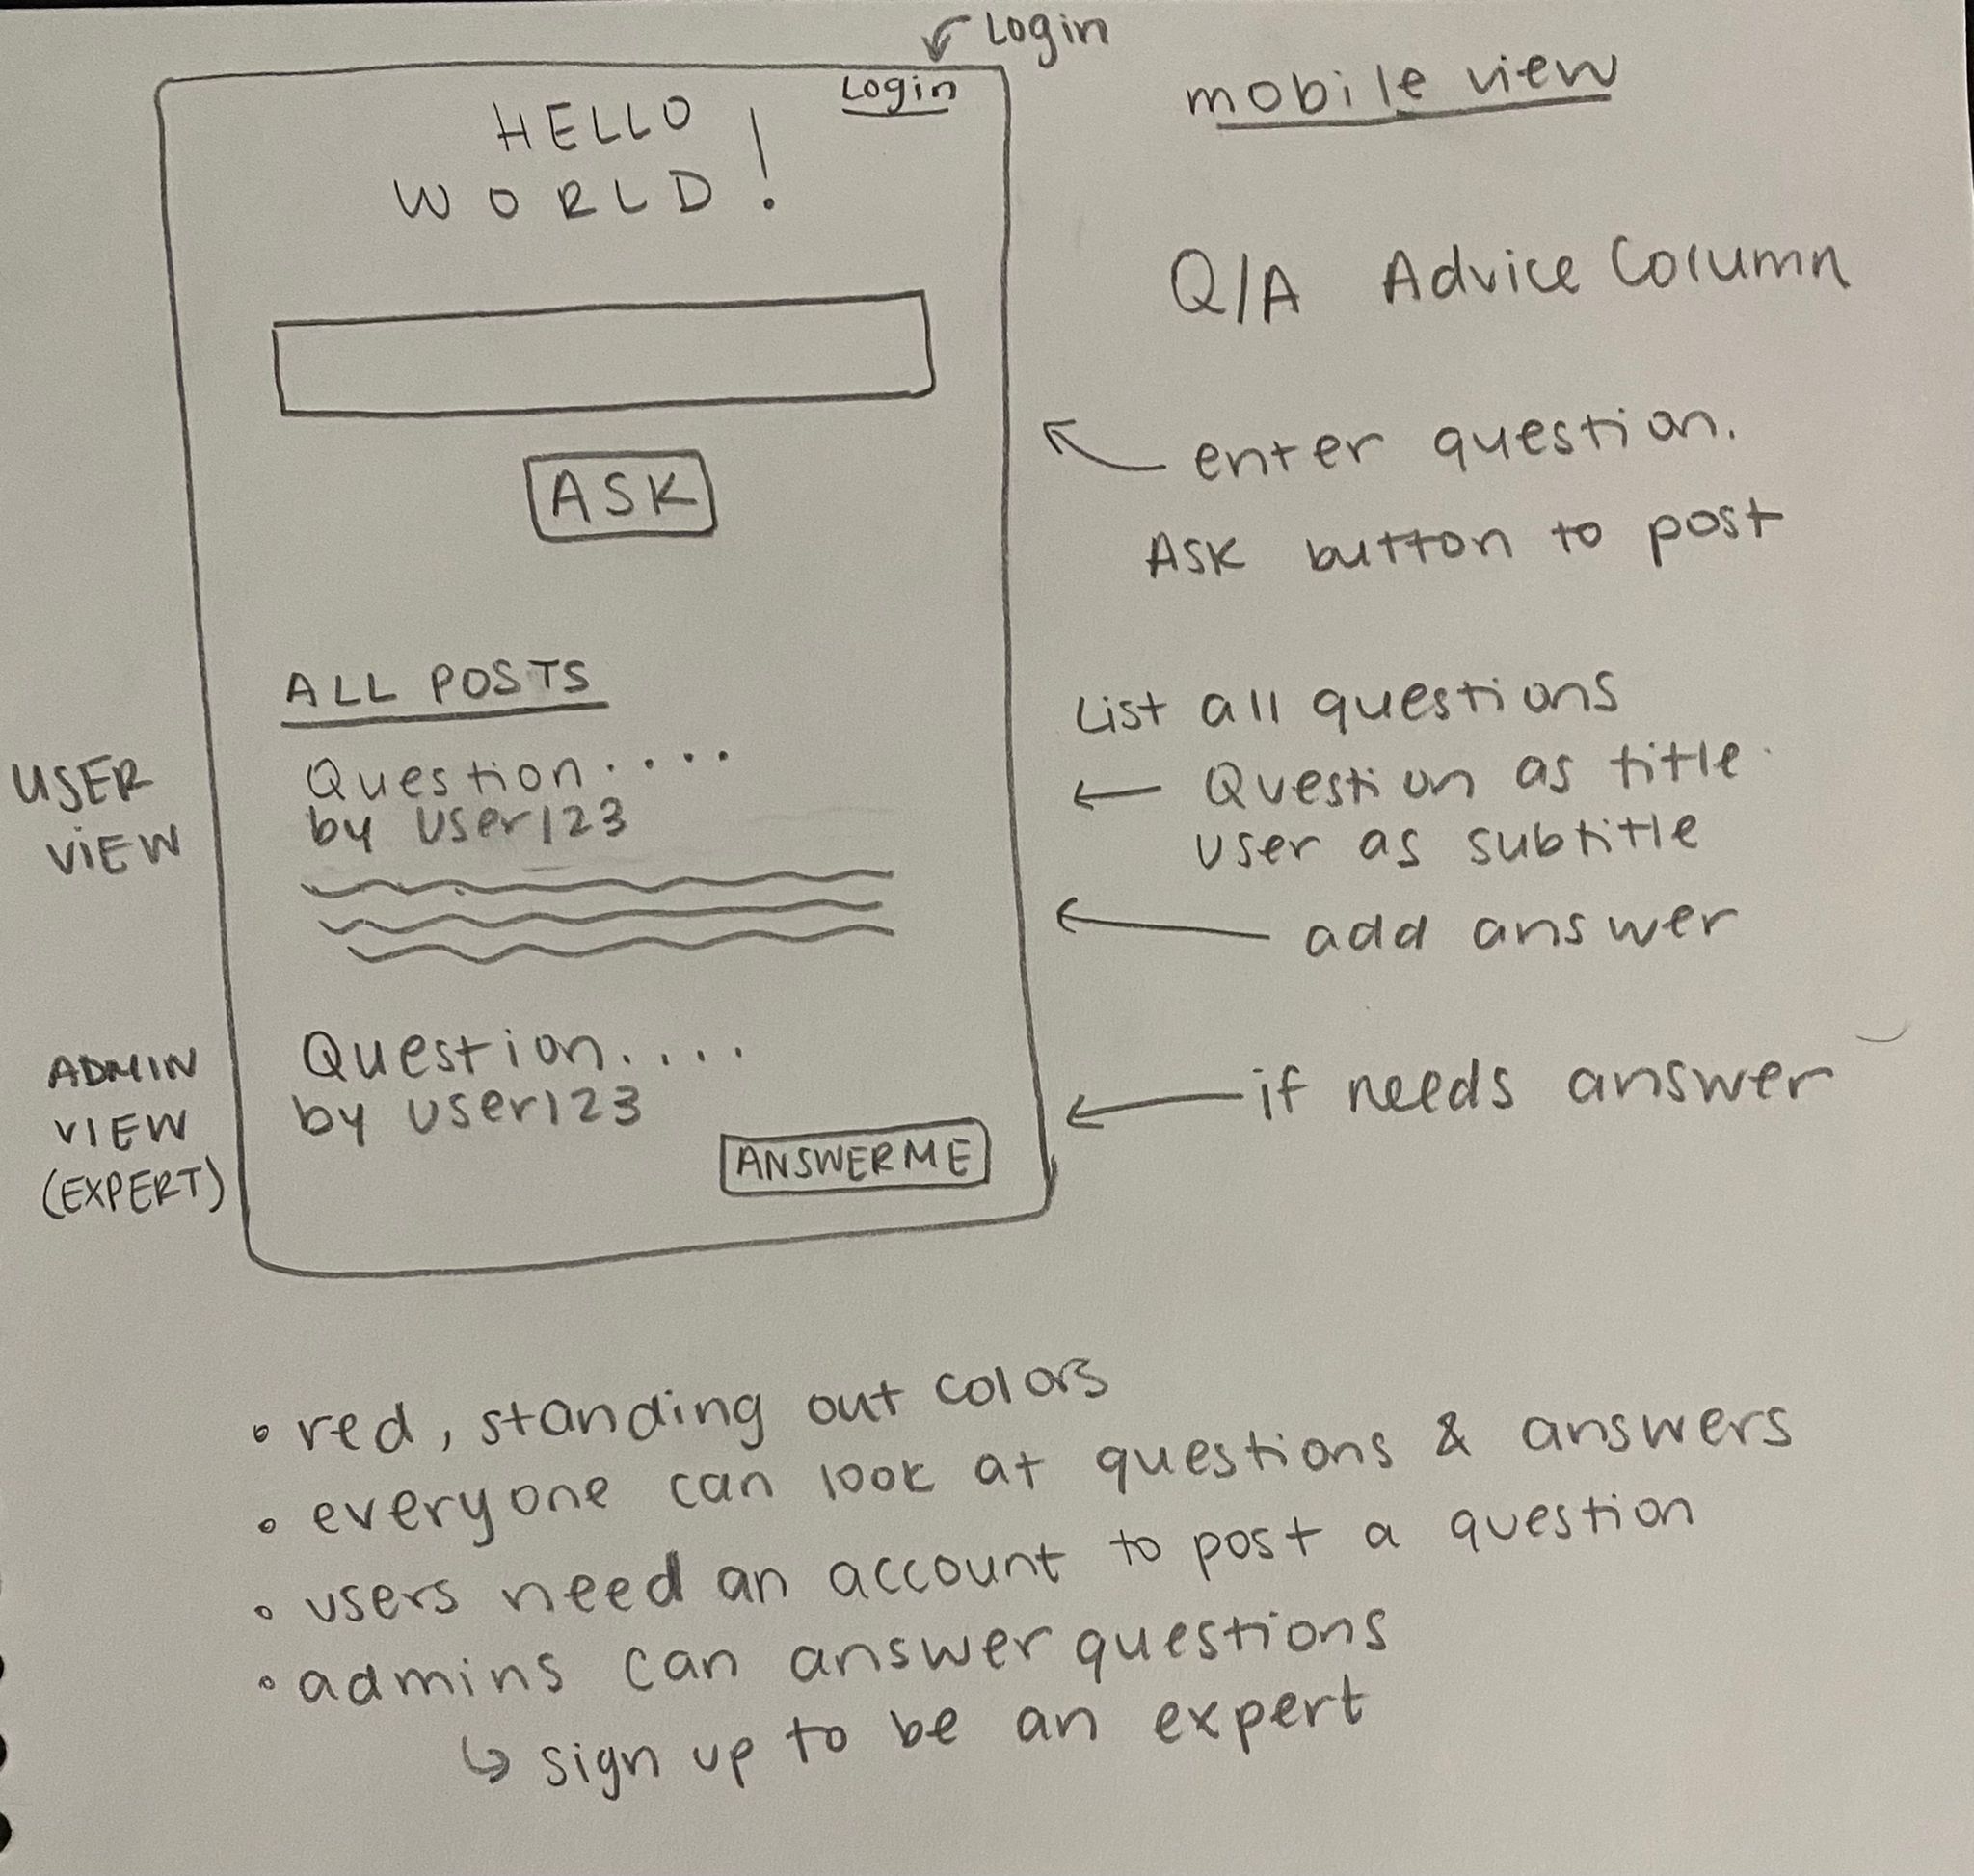 Login
Login
mobile view
HELLO
WORLD!
Q/A Advice Column
enter question.
ASK
ASK button to post
ALL POSTS
List all questions
USER
VIEW
Question....
by user123
Question as title
user as subtitle
add answer
ADMIN
VIEW
(EXPERT)
Question....
by user123
ANSWER ME
if needs answer
• red, standing out colors
• everyone can look at questions & answers
• users need an account to post a question
• admins can answer questions
↳ sign up to be an expert